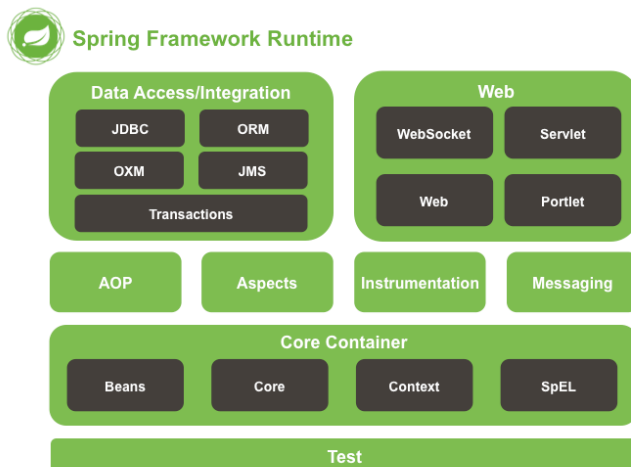 Spring Framework Runtime
Data Access/Integration
JDBC
ORM
OXM
JMS
Transactions
Web
WebSocket
Servlet
Web
Portlet
AOP
Aspects
Instrumentation
Messaging
Core Container
Beans
Core
Context
SpEL
Test